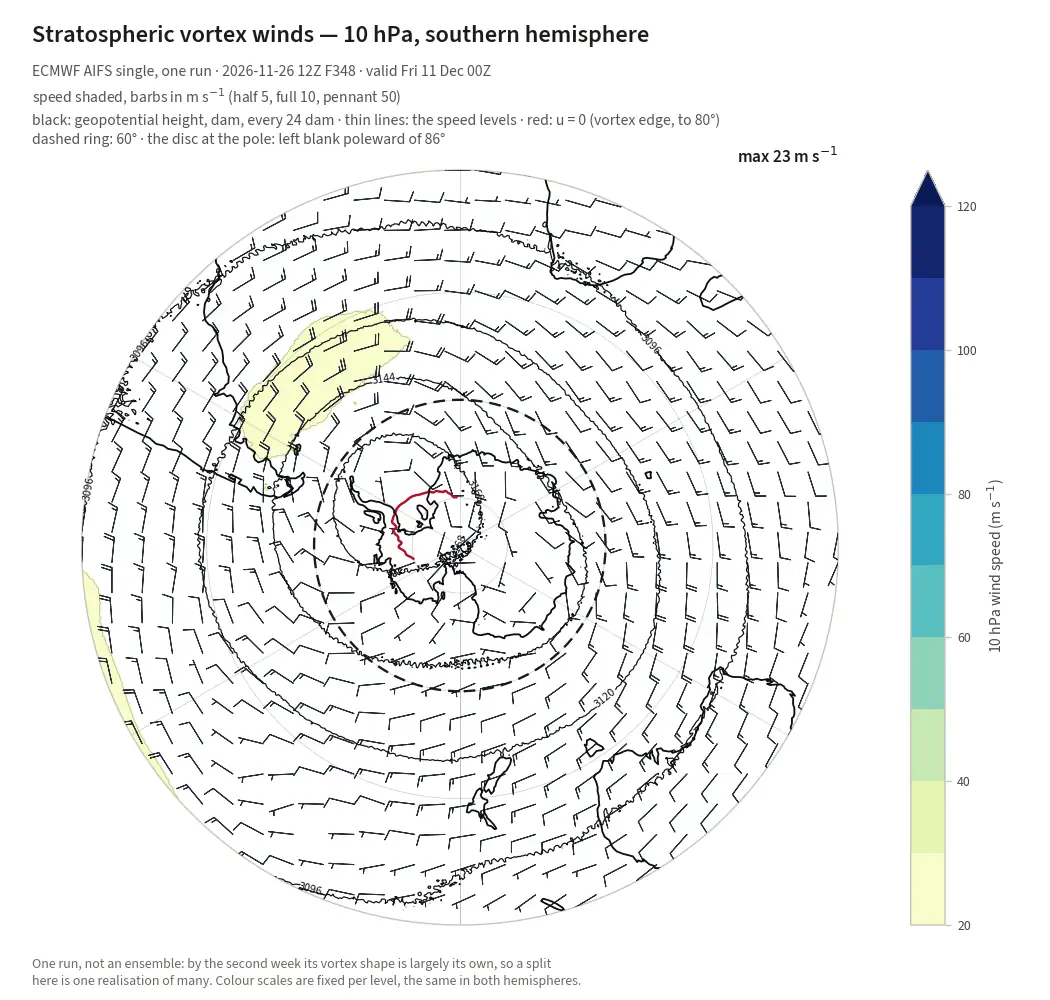 Stratospheric vortex winds — 10 hPa, southern hemisphere
ECMWF AIFS single, one run · 2026-11-26 12Z F348 · valid Fri 11 Dec 00Z
speed shaded, barbs in m s⁻¹ (half 5, full 10, pennant 50)
black: geopotential height, dam, every 24 dam · thin lines: the speed levels · red: u = 0 (vortex edge, to 80°)
dashed ring: 60° · the disc at the pole: left blank poleward of 86°
max 23 m s⁻¹
120
100
80
60
40
20
10 hPa wind speed (m s⁻¹)
3096
3096
3144
3096
3120
3096
One run, not an ensemble: by the second week its vortex shape is largely its own, so a split
here is one realisation of many. Colour scales are fixed per level, the same in both hemispheres.